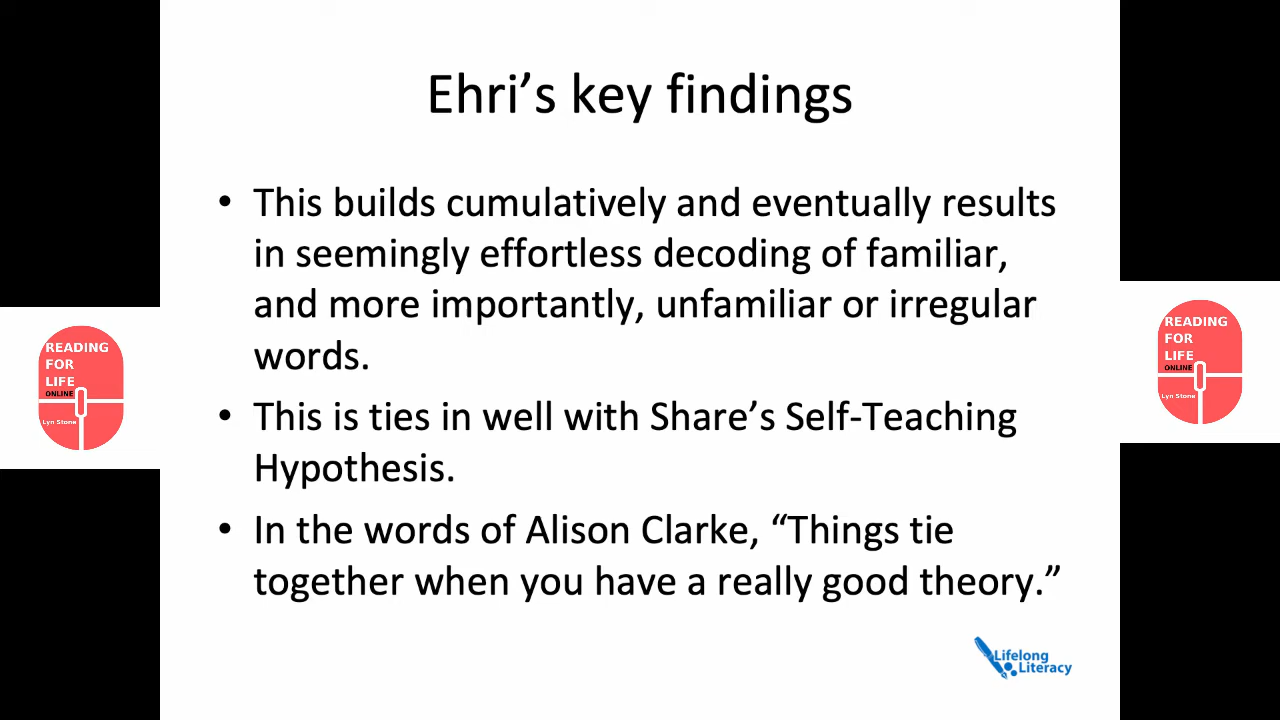 Ehri’s key findings
• This builds cumulatively and eventually results
in seemingly effortless decoding of familiar,
and more importantly, unfamiliar or irregular
words.
• This is ties in well with Share’s Self-Teaching
Hypothesis.
• In the words of Alison Clarke, “Things tie
together when you have a really good theory.”
READING
FOR
LIFE
ONLINE
Lyn Stone
READING
FOR
LIFE
ONLINE
Lyn Stone
Lifelong
Literacy